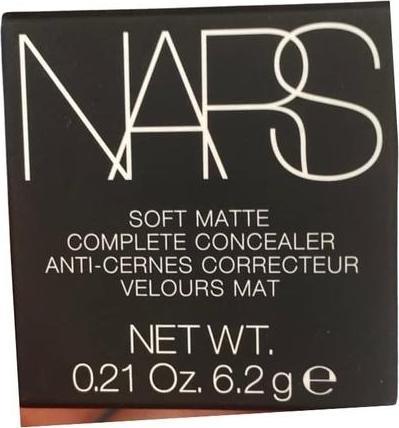 NARS
SOFT MATTE
COMPLETE CONCEALER
ANTI-CERNES CORRECTEUR
VELOURS MAT
NET WT.
0.21 Oz. 6.2 g ℮